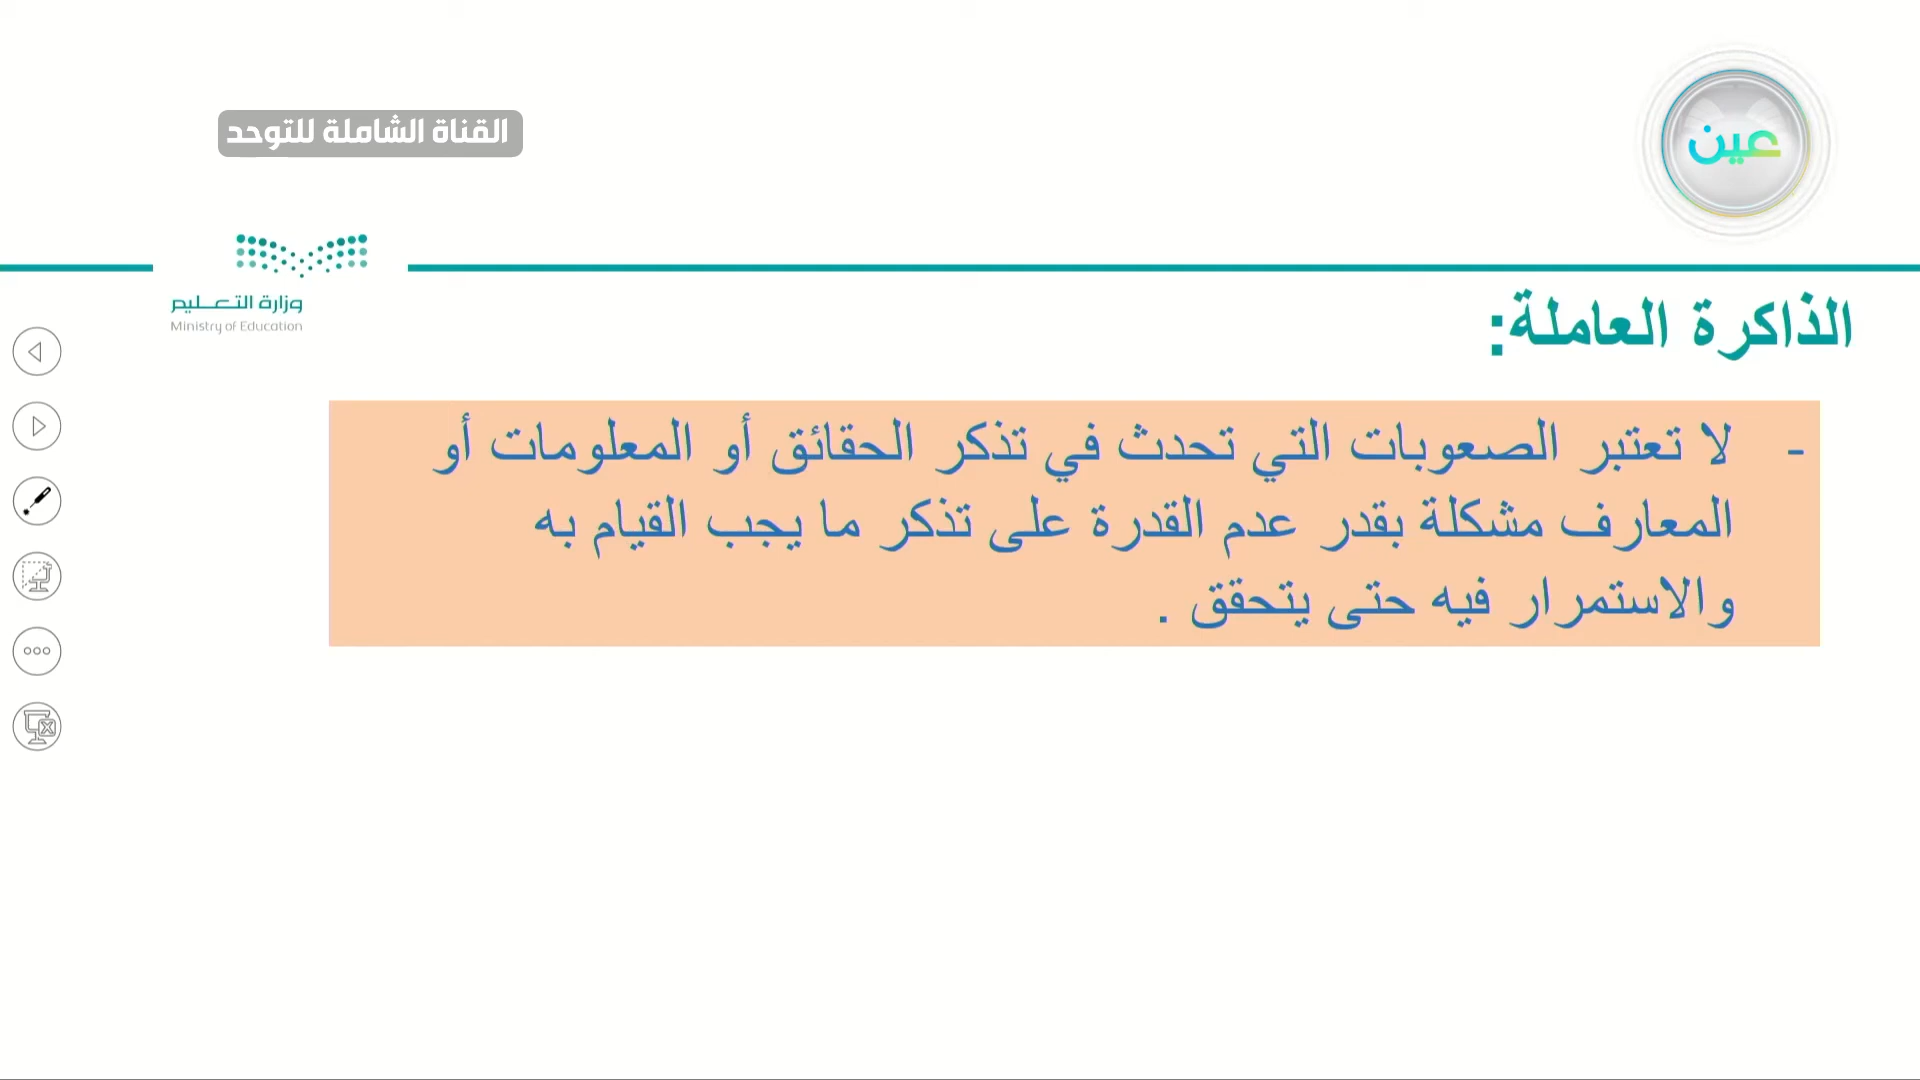 عين
القناة الشاملة للتوحد
وزارة التعليم
Ministry of Education
الذاكرة العاملة:
- لا تعتبر الصعوبات التي تحدث في تذكر الحقائق أو المعلومات أو
المعارف مشكلة بقدر عدم القدرة على تذكر ما يجب القيام به
والاستمرار فيه حتى يتحقق .